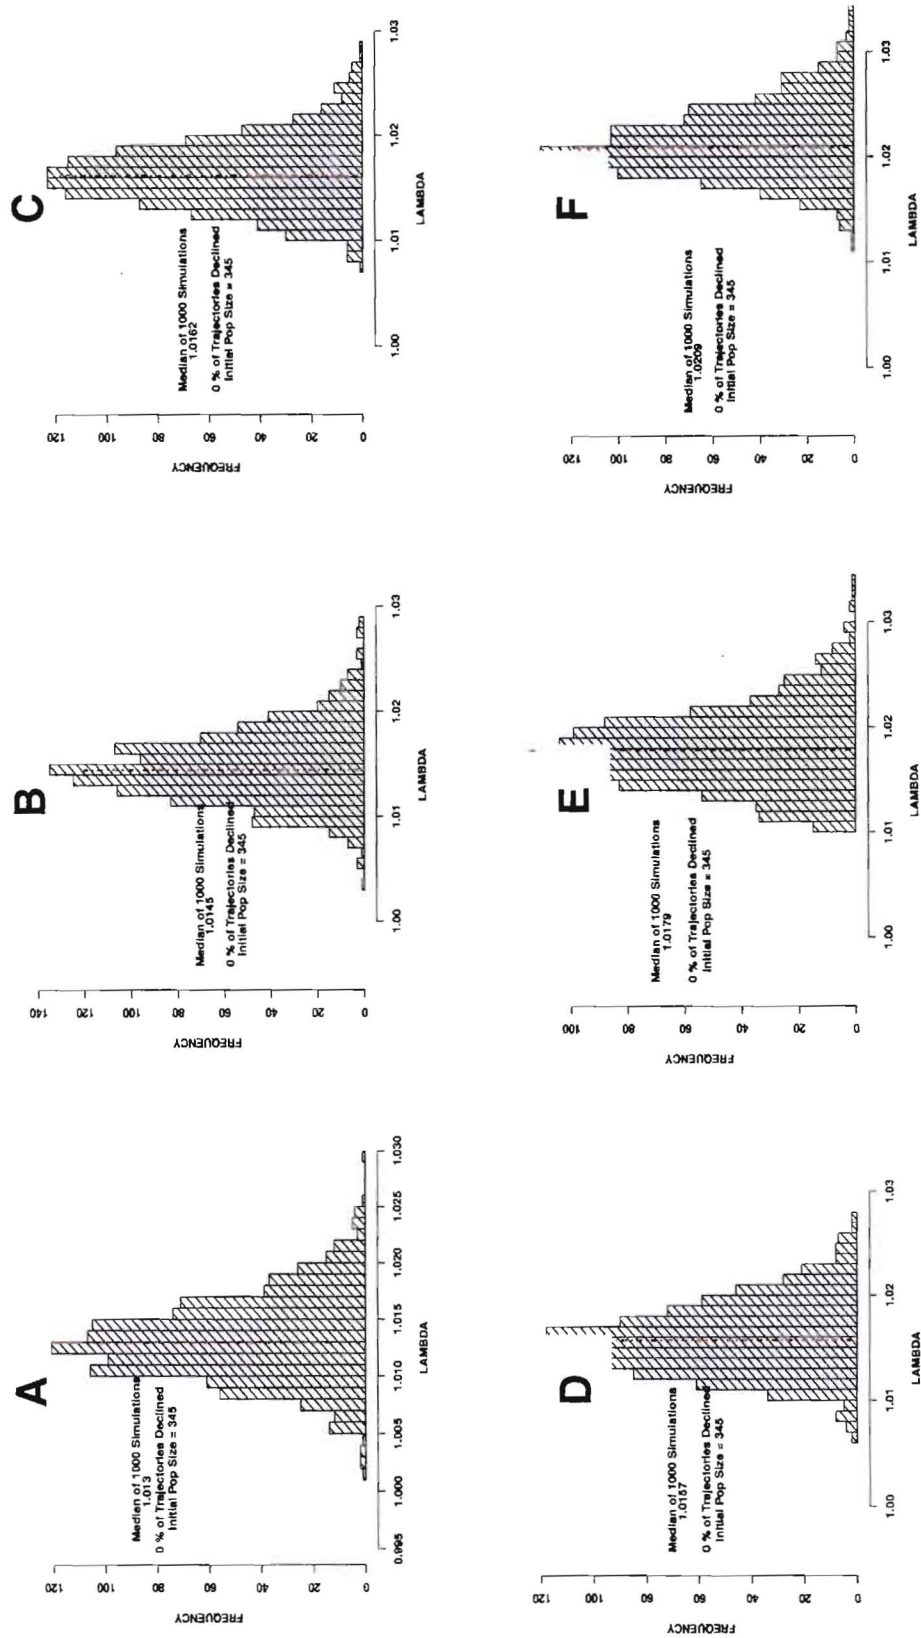 A
FREQUENCY
120
100
80
60
40
20
0
Median of 1000 Simulations
1.013
0 % of Trajectories Declined
Initial Pop Size = 345
0.995 1.000 1.005 1.010 1.015 1.020 1.025 1.030
LAMBDA
B
FREQUENCY
140
120
100
80
60
40
20
0
Median of 1000 Simulations
1.0145
0 % of Trajectories Declined
Initial Pop Size = 345
1.00 1.01 1.02 1.03
LAMBDA
C
FREQUENCY
120
100
80
60
40
20
0
Median of 1000 Simulations
1.0162
0 % of Trajectories Declined
Initial Pop Size = 345
1.00 1.01 1.02 1.03
LAMBDA
D
FREQUENCY
120
100
80
60
40
20
0
Median of 1000 Simulations
1.0157
0 % of Trajectories Declined
Initial Pop Size = 345
1.00 1.01 1.02 1.03
LAMBDA
E
FREQUENCY
100
80
60
40
20
0
Median of 1000 Simulations
1.0179
0 % of Trajectories Declined
Initial Pop Size = 345
1.00 1.01 1.02 1.03
LAMBDA
F
FREQUENCY
120
100
80
60
40
20
0
Median of 1000 Simulations
1.0209
0 % of Trajectories Declined
Initial Pop Size = 345
1.00 1.01 1.02 1.03
LAMBDA